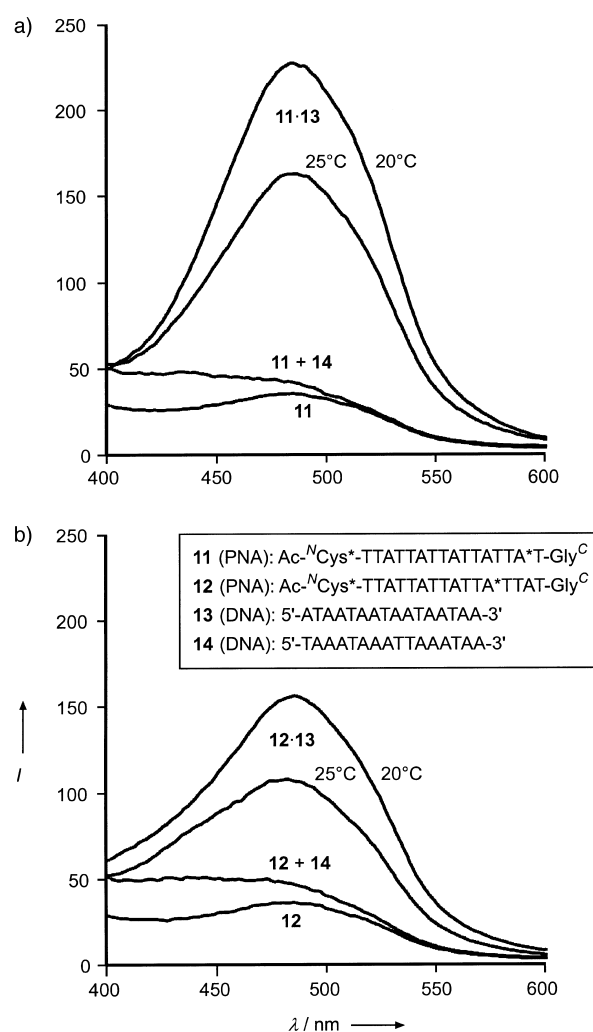 a)
250
200
150
100
50
0
11·13
25°C 20°C
11 + 14
11
400 450 500 550 600
b)
250
200
150
100
50
0
I
11 (PNA): Ac-NCys*-TTATTATTATTATTA*T-GlyC
12 (PNA): Ac-NCys*-TTATTATTATTA*TTAT-GlyC
13 (DNA): 5'-ATAATAATAATAATAA-3'
14 (DNA): 5'-TAAATAAATTAAATAA-3'
12·13
25°C 20°C
12 + 14
12
400 450 500 550 600
λ / nm